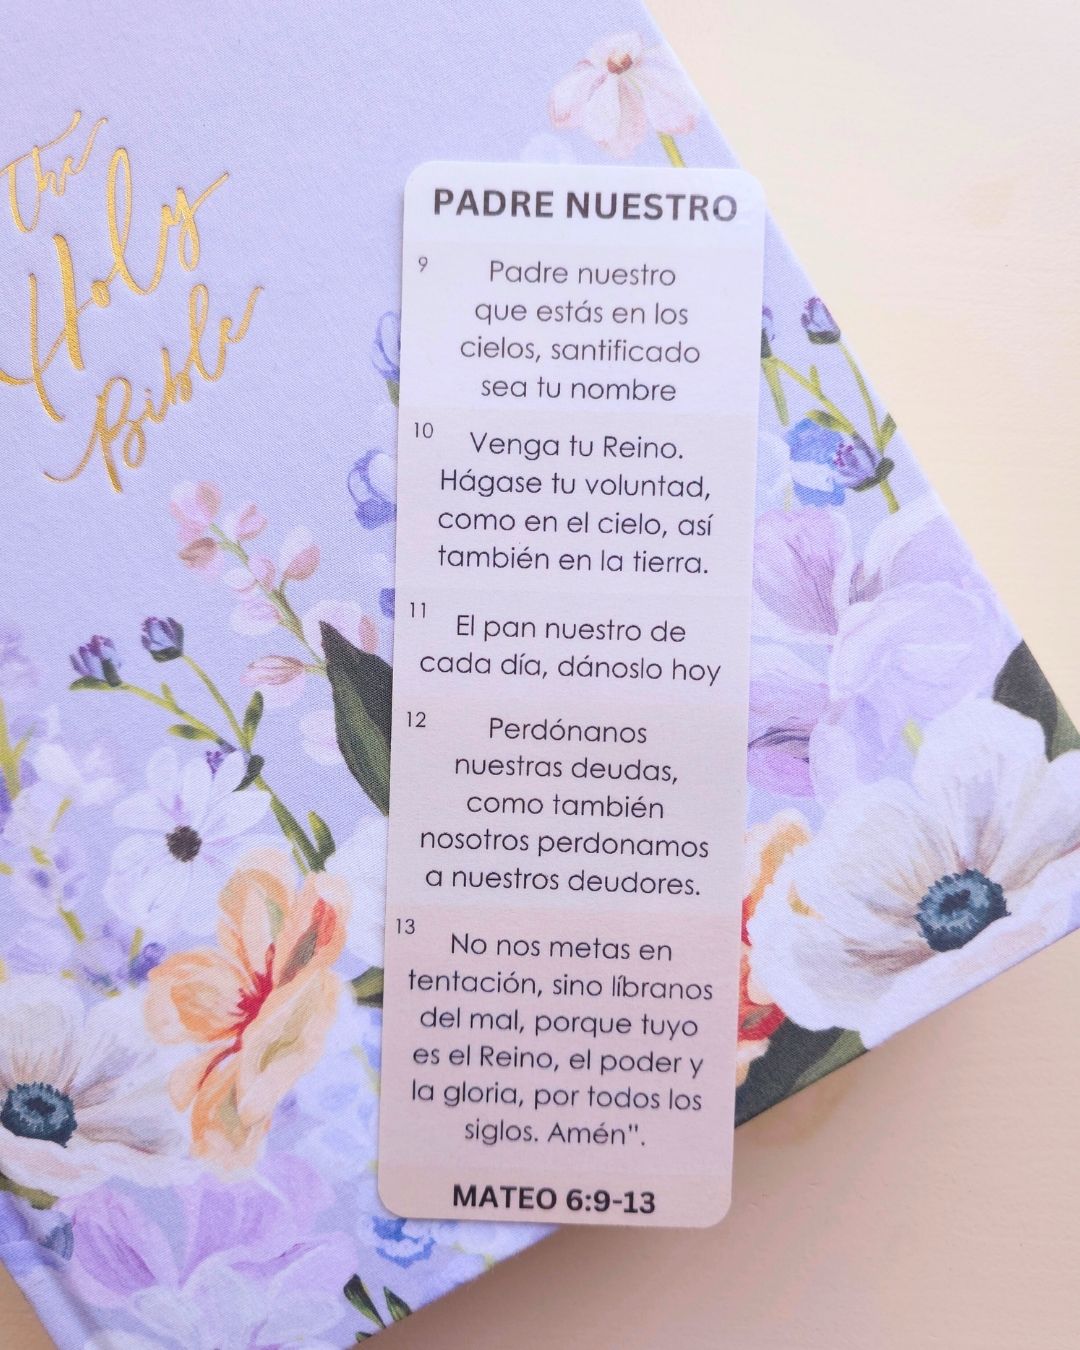 The
Holy
Bible
PADRE NUESTRO
9
Padre nuestro
que estás en los
cielos, santificado
sea tu nombre
10
Venga tu Reino.
Hágase tu voluntad,
como en el cielo, así
también en la tierra.
11
El pan nuestro de
cada día, dánoslo hoy
12
Perdónanos
nuestras deudas,
como también
nosotros perdonamos
a nuestros deudores.
13
No nos metas en
tentación, sino líbranos
del mal, porque tuyo
es el Reino, el poder y
la gloria, por todos los
siglos. Amén".
MATEO 6:9-13